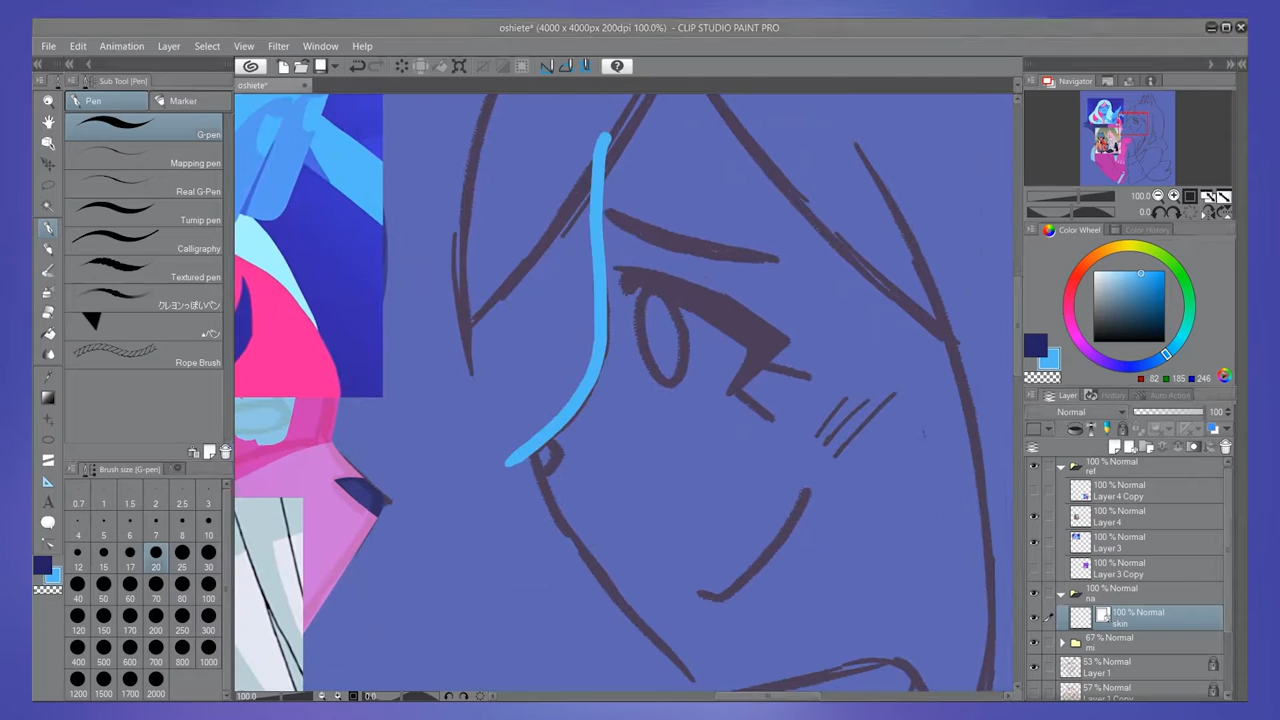 oshiete* (4000 x 4000px 200dpi 100.0%) - CLIP STUDIO PAINT PRO
File Edit Animation Layer Select View Filter Window Help
Sub Tool [Pen]
oshiete*
Navigator
Pen Marker
G-pen
Mapping pen
Real G-Pen
Turnip pen
Calligraphy
Textured pen
クレヨンっぽいペン
▲ペン
Rope Brush
100.0
0.0
Color Wheel Color History
82 185 246
Layer History Auto Action
Normal 100
100 % Normal
ref
100 % Normal
Layer 4 Copy
100 % Normal
Layer 4
100 % Normal
Layer 3
100 % Normal
Layer 3 Copy
100 % Normal
na
100 % Normal
skin
67 % Normal
mi
53 % Normal
Layer 1
57 % Normal
Layer 1 Copy
Brush size [G-pen]
0.7 1 1.5 2 2.5 3
4 5 6 7 8 10
12 15 17 20 25 30
40 50 60 70 80 100
120 150 170 200 250 300
400 500 600 700 800 1000
1200 1500 1700 2000
100.0 0.0